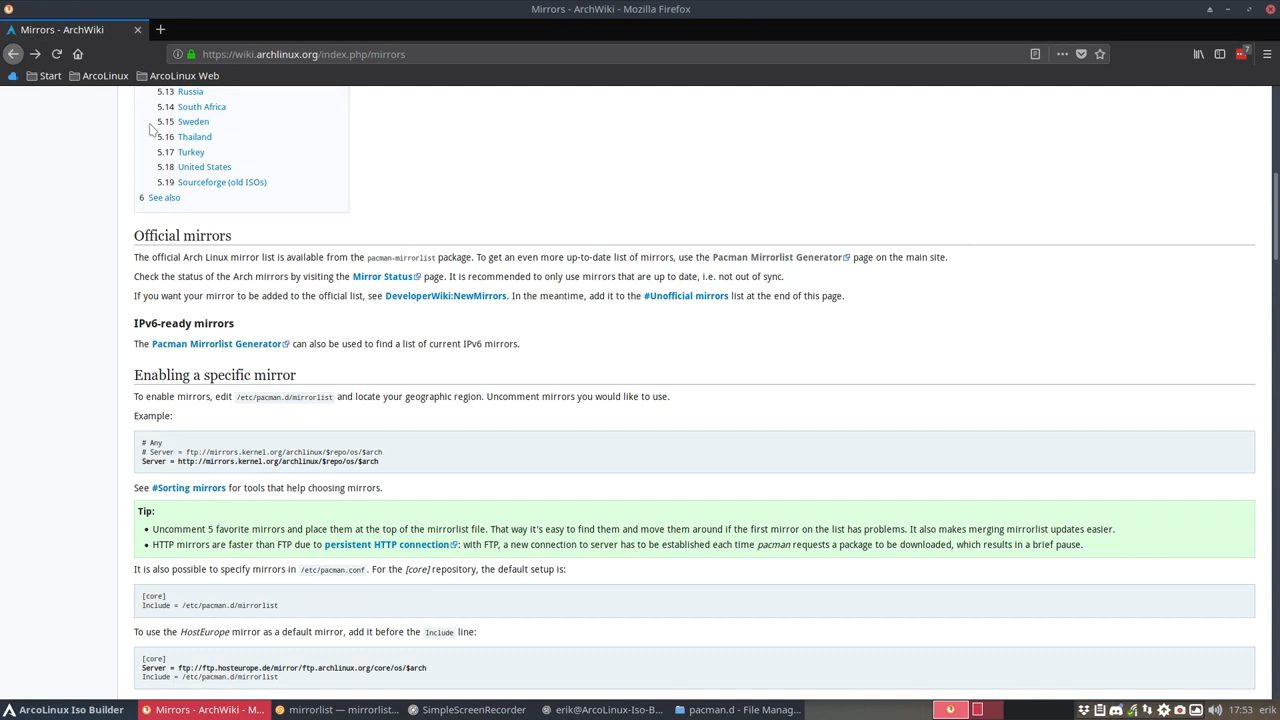 Mirrors - ArchWiki - Mozilla Firefox
Mirrors - ArchWiki
https://wiki.archlinux.org/index.php/mirrors
7
Start ArcoLinux ArcoLinux Web
5.13 Russia
5.14 South Africa
5.15 Sweden
5.16 Thailand
5.17 Turkey
5.18 United States
5.19 Sourceforge (old ISOs)
6 See also
Official mirrors
The official Arch Linux mirror list is available from the pacman-mirrorlist package. To get an even more up-to-date list of mirrors, use the Pacman Mirrorlist Generator page on the main site.
Check the status of the Arch mirrors by visiting the Mirror Status page. It is recommended to only use mirrors that are up to date, i.e. not out of sync.
If you want your mirror to be added to the official list, see DeveloperWiki:NewMirrors. In the meantime, add it to the #Unofficial mirrors list at the end of this page.
IPv6-ready mirrors
The Pacman Mirrorlist Generator can also be used to find a list of current IPv6 mirrors.
Enabling a specific mirror
To enable mirrors, edit /etc/pacman.d/mirrorlist and locate your geographic region. Uncomment mirrors you would like to use.
Example:
# Any
# Server = ftp://mirrors.kernel.org/archlinux/$repo/os/$arch
Server = http://mirrors.kernel.org/archlinux/$repo/os/$arch
See #Sorting mirrors for tools that help choosing mirrors.
Tip:
• Uncomment 5 favorite mirrors and place them at the top of the mirrorlist file. That way it's easy to find them and move them around if the first mirror on the list has problems. It also makes merging mirrorlist updates easier.
• HTTP mirrors are faster than FTP due to persistent HTTP connection: with FTP, a new connection to server has to be established each time pacman requests a package to be downloaded, which results in a brief pause.
It is also possible to specify mirrors in /etc/pacman.conf. For the [core] repository, the default setup is:
[core]
Include = /etc/pacman.d/mirrorlist
To use the HostEurope mirror as a default mirror, add it before the Include line:
[core]
Server = ftp://ftp.hosteurope.de/mirror/ftp.archlinux.org/core/os/$arch
Include = /etc/pacman.d/mirrorlist
ArcoLinux Iso Builder Mirrors - ArchWiki - M... mirrorlist — mirrorlist... SimpleScreenRecorder erik@ArcoLinux-Iso-B... pacman.d - File Manag... 17:53 erik